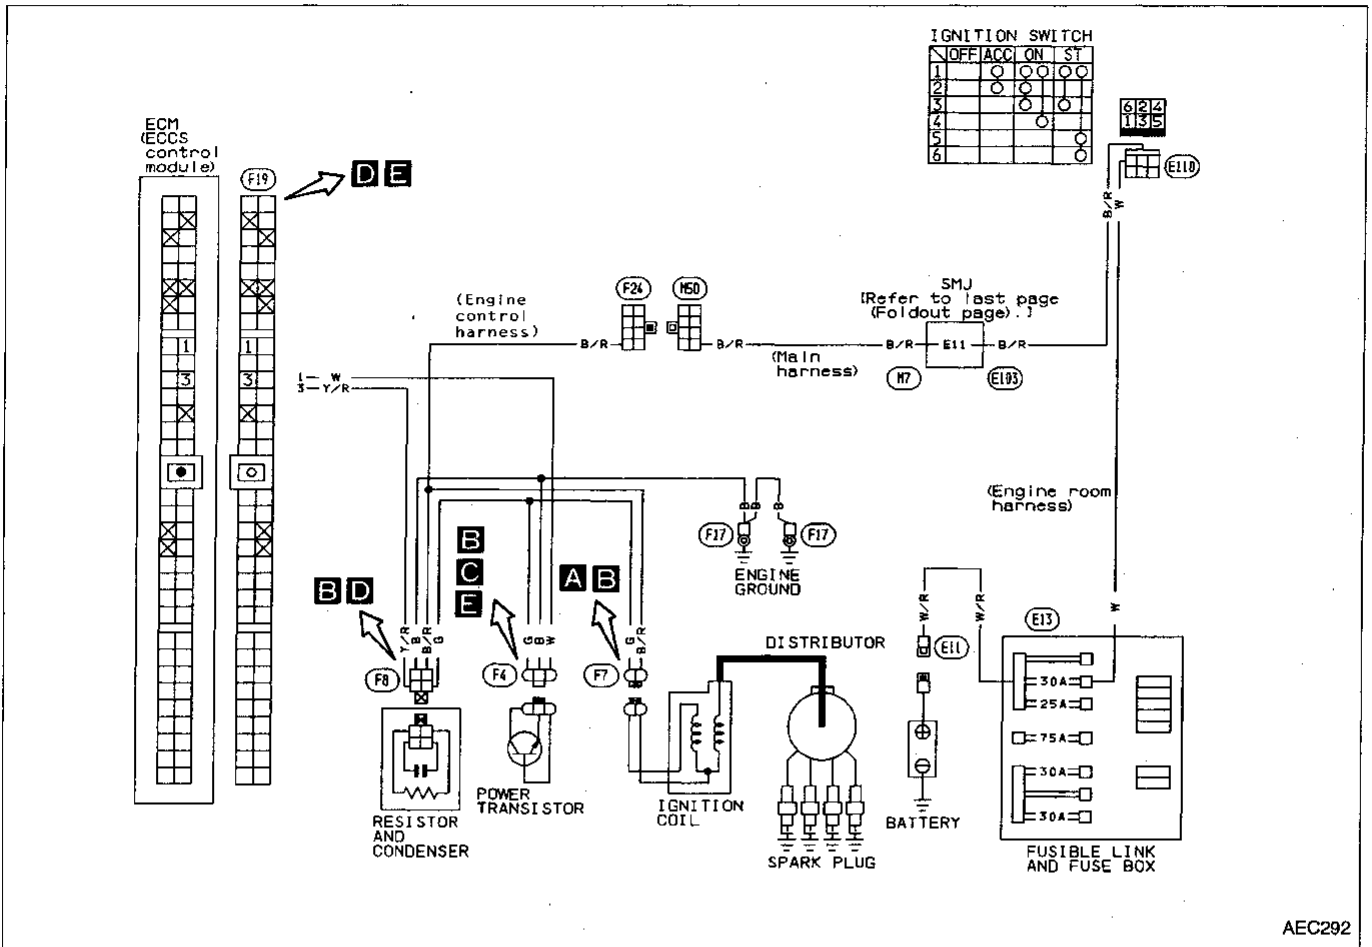 IGNITION SWITCH
OFF ACC ON ST
1
2
3
4
5
6
6 2 4
1 3 5
E110
ECM
(ECCS
control
module)
F19
D E
B/R
W
1
3
1
3
(Engine
control
harness)
F24
M50
SMJ
[Refer to last page
(Foldout page).]
B/R
B/R
(Main
harness)
B/R
E11
B/R
M7
E103
1 W
3 Y/R
(Engine room
harness)
B
B
B
F17
F17
ENGINE
GROUND
B D
B
C
E
A B
Y/R
B
B/R
G
G
B
W
G
B/R
F8
F4
F7
W/R
W/R
W
E11
E13
DISTRIBUTOR
30A
25A
75A
30A
30A
RESISTOR
AND
CONDENSER
POWER
TRANSISTOR
IGNITION
COIL
SPARK PLUG
BATTERY
FUSIBLE LINK
AND FUSE BOX
AEC292